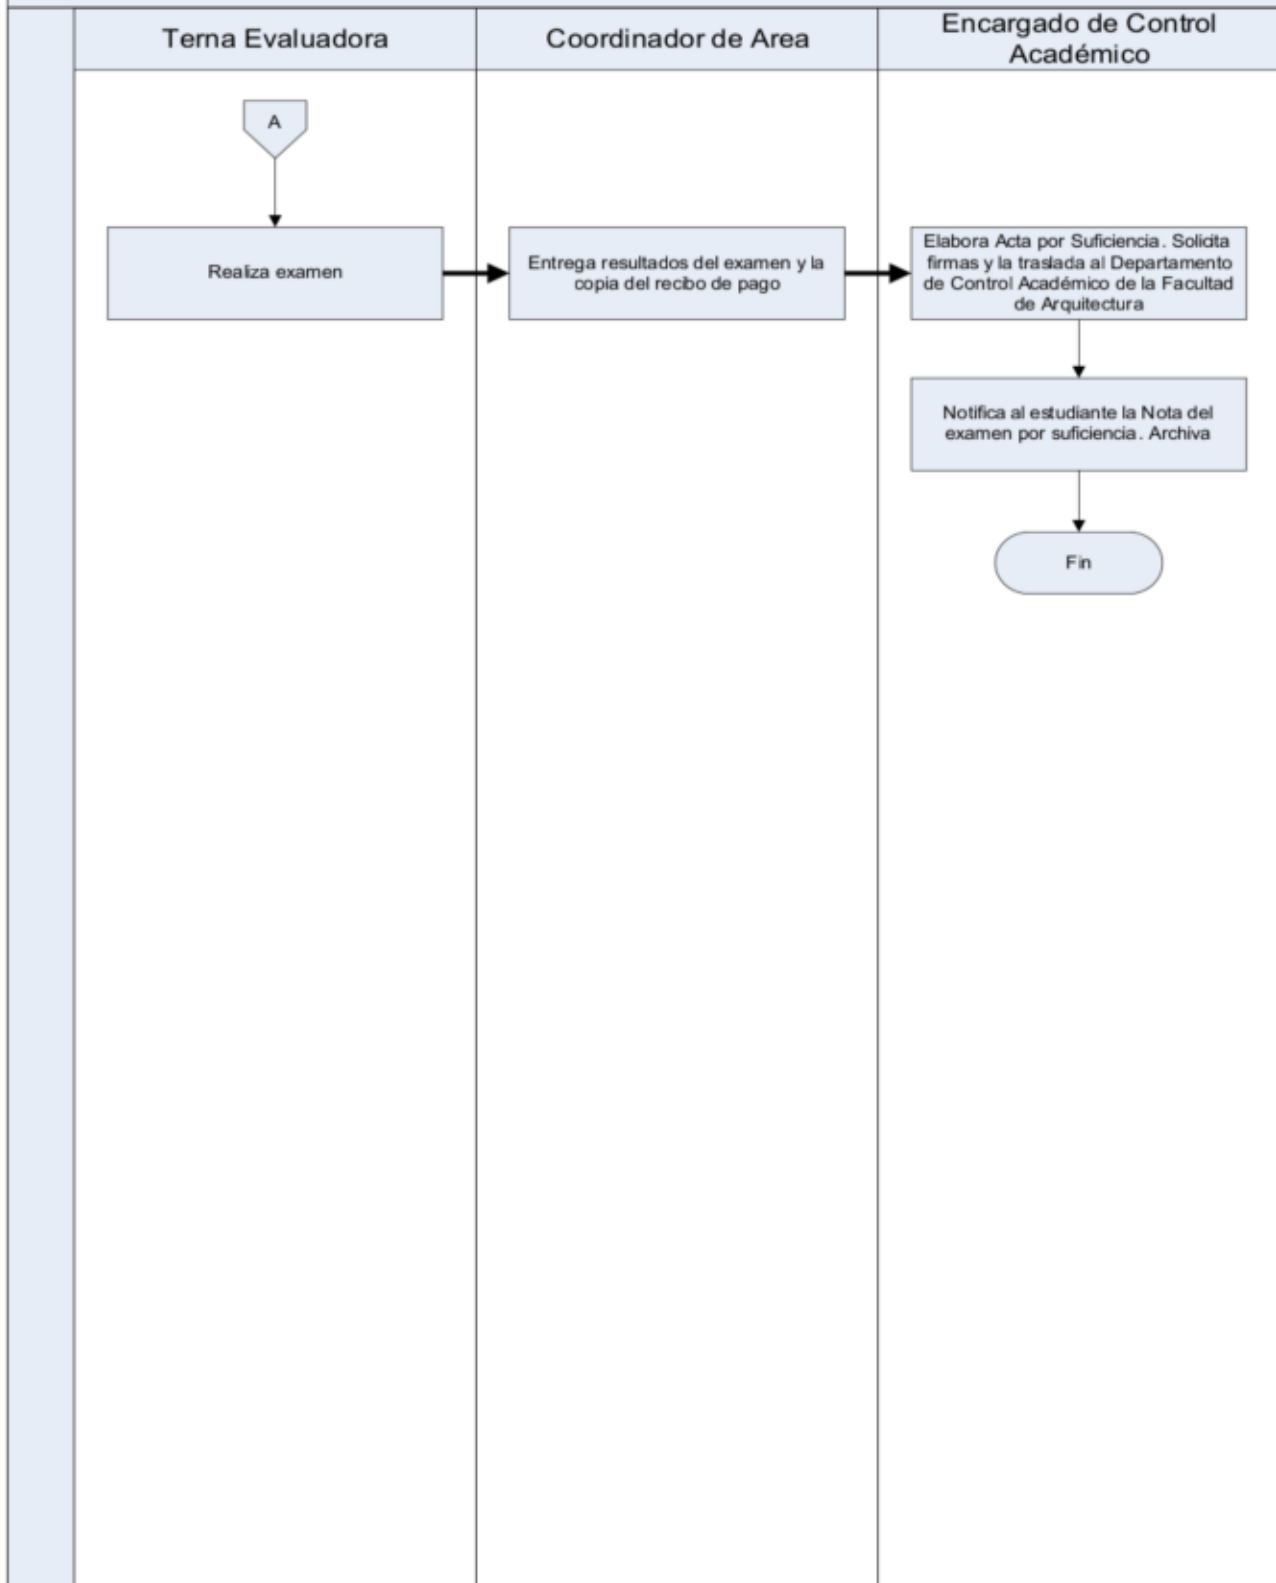 Terna Evaluadora
Coordinador de Area
Encargado de Control
Académico
A
Realiza examen
Entrega resultados del examen y la
copia del recibo de pago
Elabora Acta por Suficiencia. Solicita
firmas y la traslada al Departamento
de Control Académico de la Facultad
de Arquitectura
Notifica al estudiante la Nota del
examen por suficiencia. Archiva
Fin